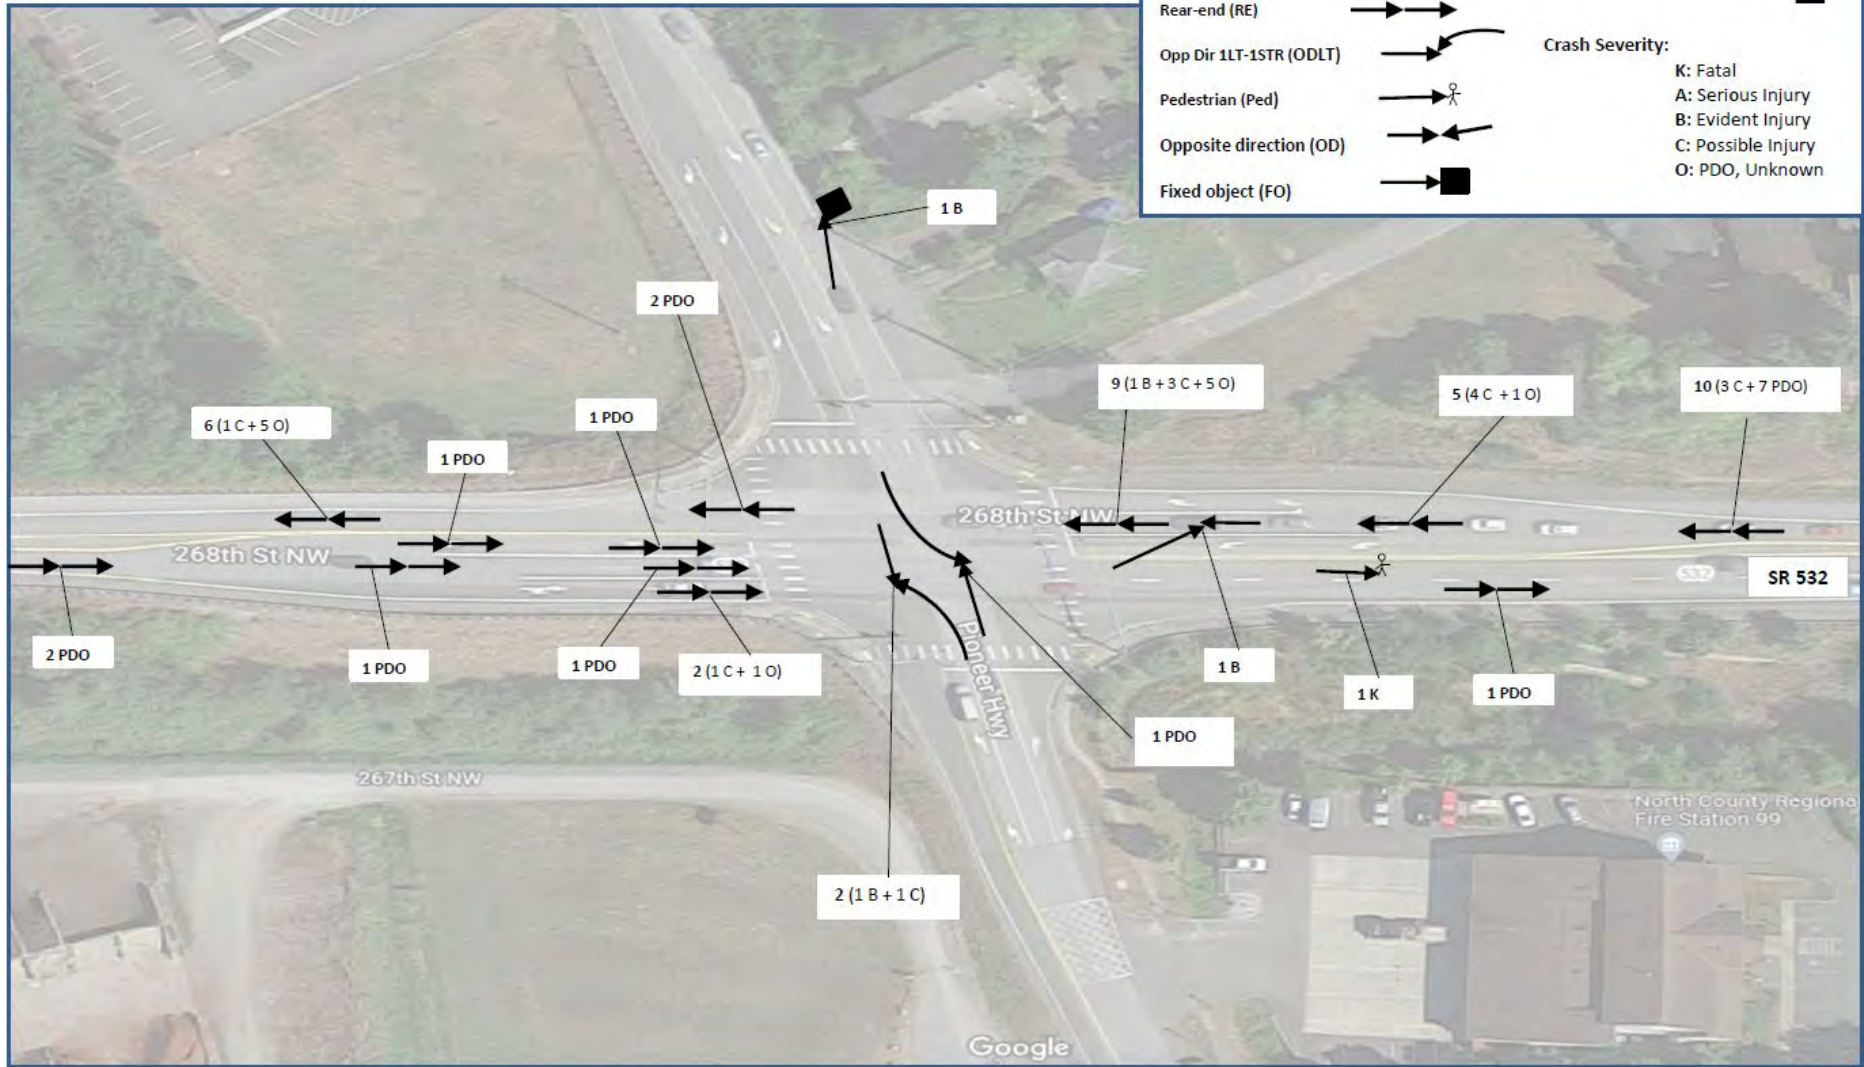 Rear-end (RE)
Opp Dir 1LT-1STR (ODLT)
Pedestrian (Ped)
Opposite direction (OD)
Fixed object (FO)
Crash Severity:
K: Fatal
A: Serious Injury
B: Evident Injury
C: Possible Injury
O: PDO, Unknown
1 B
2 PDO
9 (1 B + 3 C + 5 O)
5 (4 C + 1 O)
10 (3 C + 7 PDO)
6 (1 C + 5 O)
1 PDO
1 PDO
268th St NW
268th St NW
532
SR 532
2 PDO
1 PDO
1 PDO
2 (1 C + 1 O)
Pioneer Hwy
1 B
1 K
1 PDO
1 PDO
267th St NW
North County Regiona
Fire Station 99
2 (1 B + 1 C)
Google